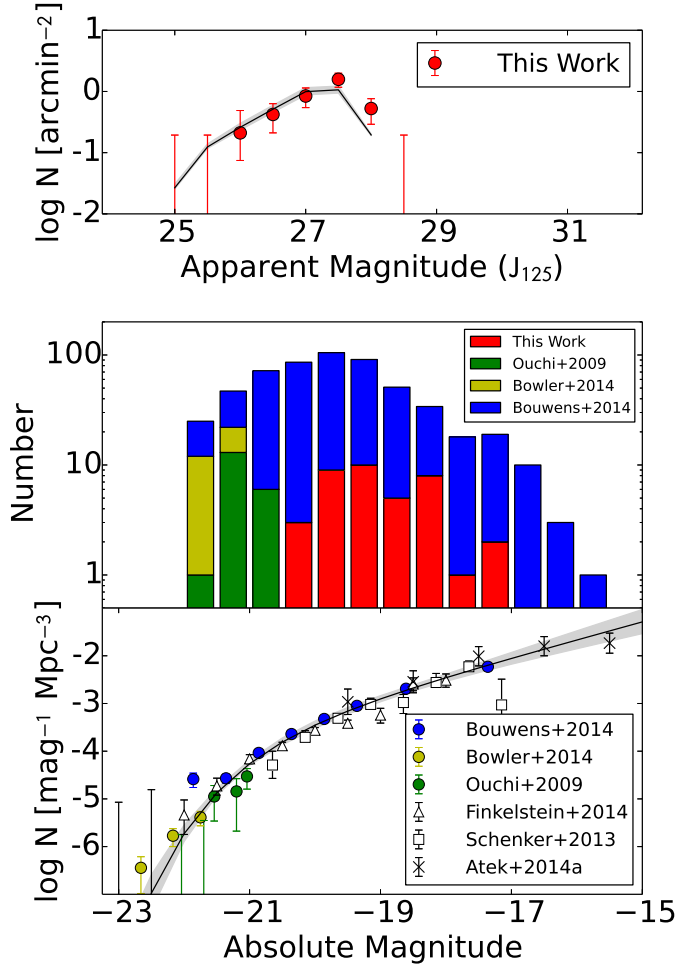 1
0
-1
-2
log N [arcmin⁻²]
This Work
25 27 29 31
Apparent Magnitude (J₁₂₅)
100
10
1
Number
This Work
Ouchi+2009
Bowler+2014
Bouwens+2014
-2
-3
-4
-5
-6
log N [mag⁻¹ Mpc⁻³]
Bouwens+2014
Bowler+2014
Ouchi+2009
Finkelstein+2014
Schenker+2013
Atek+2014a
−23 −21 −19 −17 −15
Absolute Magnitude